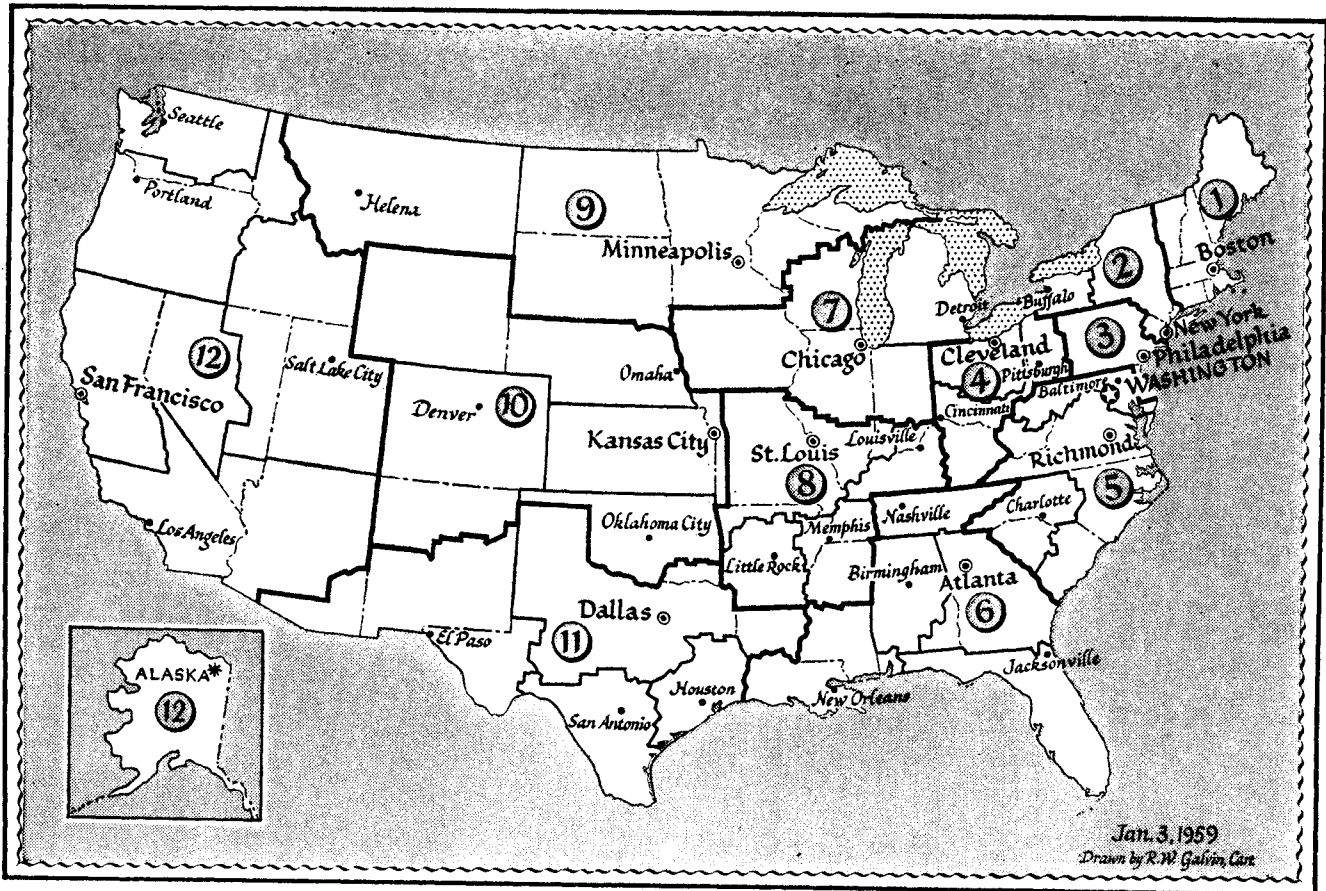 Seattle
Portland
Helena
9
Minneapolis
1
Boston
2
Buffalo
Detroit
7
Chicago
3
New York
Philadelphia
WASHINGTON
Cleveland
Pittsburgh
4
Baltimore
Cincinnati
12
Salt Lake City
San Francisco
Omaha
Denver
10
Kansas City
St. Louis
Louisville
8
Richmond
5
Los Angeles
Oklahoma City
Memphis
Nashville
Charlotte
Little Rock
Birmingham
Atlanta
6
Dallas
11
El Paso
Houston
San Antonio
New Orleans
Jacksonville
ALASKA*
12
Jan. 3, 1959
Drawn by R.W. Galvin, Cart.